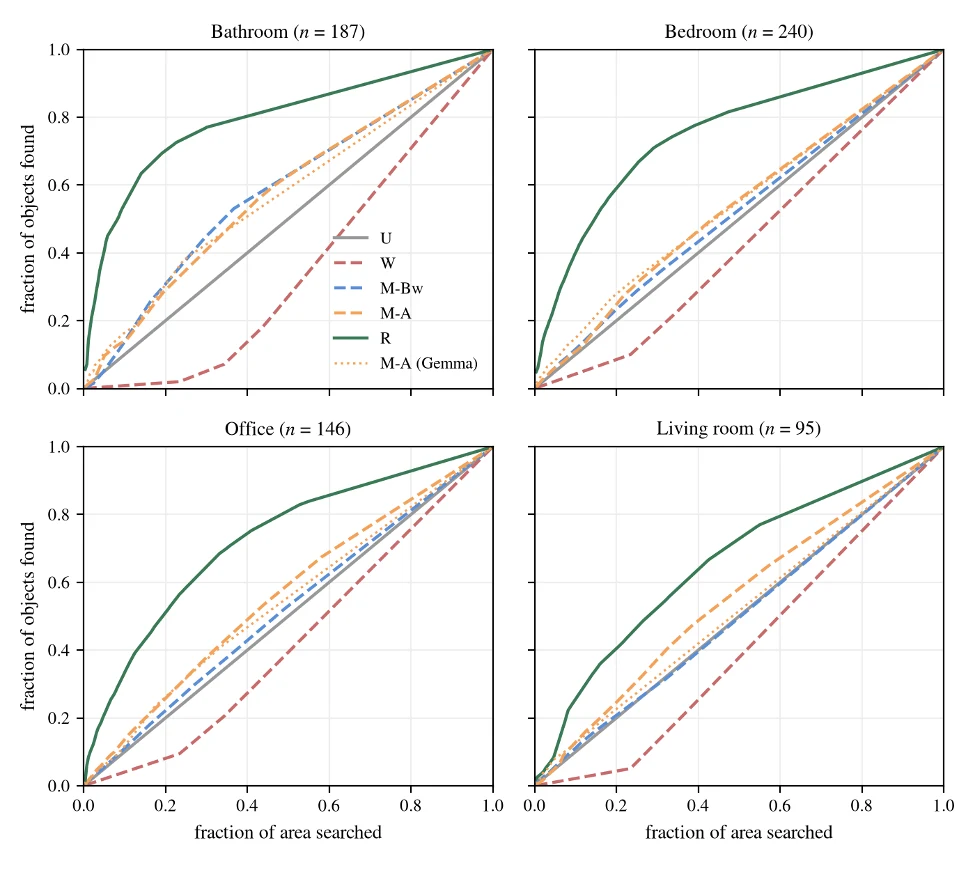 Bathroom (n = 187)
Bedroom (n = 240)
1.0
0.8
0.6
0.4
0.2
0.0
fraction of objects found
U
W
M-Bw
M-A
R
M-A (Gemma)
Office (n = 146)
Living room (n = 95)
1.0
0.8
0.6
0.4
0.2
0.0
fraction of objects found
0.0 0.2 0.4 0.6 0.8 1.0
0.0 0.2 0.4 0.6 0.8 1.0
fraction of area searched
fraction of area searched